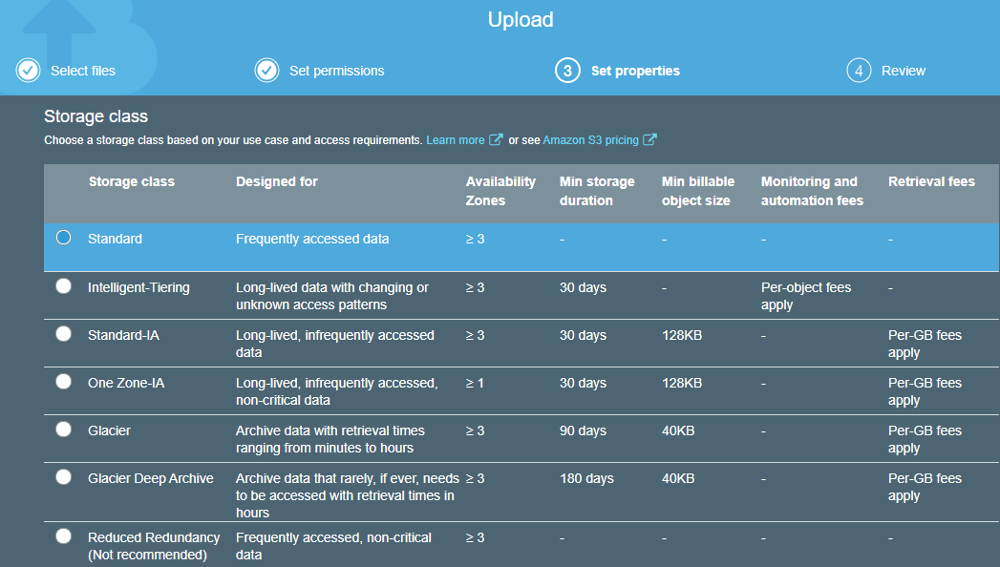 Upload
Select files
Set permissions
3 Set properties
4 Review
Storage class
Choose a storage class based on your use case and access requirements. Learn more or see Amazon S3 pricing
Storage class Designed for Availability Zones Min storage duration Min billable object size Monitoring and automation fees Retrieval fees
Standard Frequently accessed data ≥ 3 - - - -
Intelligent-Tiering Long-lived data with changing or unknown access patterns ≥ 3 30 days - Per-object fees apply -
Standard-IA Long-lived, infrequently accessed data ≥ 3 30 days 128KB - Per-GB fees apply
One Zone-IA Long-lived, infrequently accessed, non-critical data ≥ 1 30 days 128KB - Per-GB fees apply
Glacier Archive data with retrieval times ranging from minutes to hours ≥ 3 90 days 40KB - Per-GB fees apply
Glacier Deep Archive Archive data that rarely, if ever, needs to be accessed with retrieval times in hours ≥ 3 180 days 40KB - Per-GB fees apply
Reduced Redundancy (Not recommended) Frequently accessed, non-critical data ≥ 3 - - - -